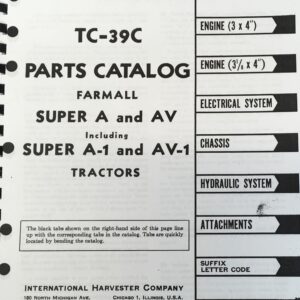 TC-39C
PARTS CATALOG
FARMALL
SUPER A and AV
Including
SUPER A-1 and AV-1
TRACTORS
The black tabs shown on the right-hand side of this page line
up with the corresponding tabs in the catalog. Tabs are quickly
located by bending the catalog.
INTERNATIONAL HARVESTER COMPANY
180 NORTH MICHIGAN AVE. CHICAGO 1, ILLINOIS, U.S.A.
ENGINE (3 x 4")
ENGINE (3⅛ x 4")
ELECTRICAL SYSTEM
CHASSIS
HYDRAULIC SYSTEM
ATTACHMENTS
SUFFIX
LETTER CODE